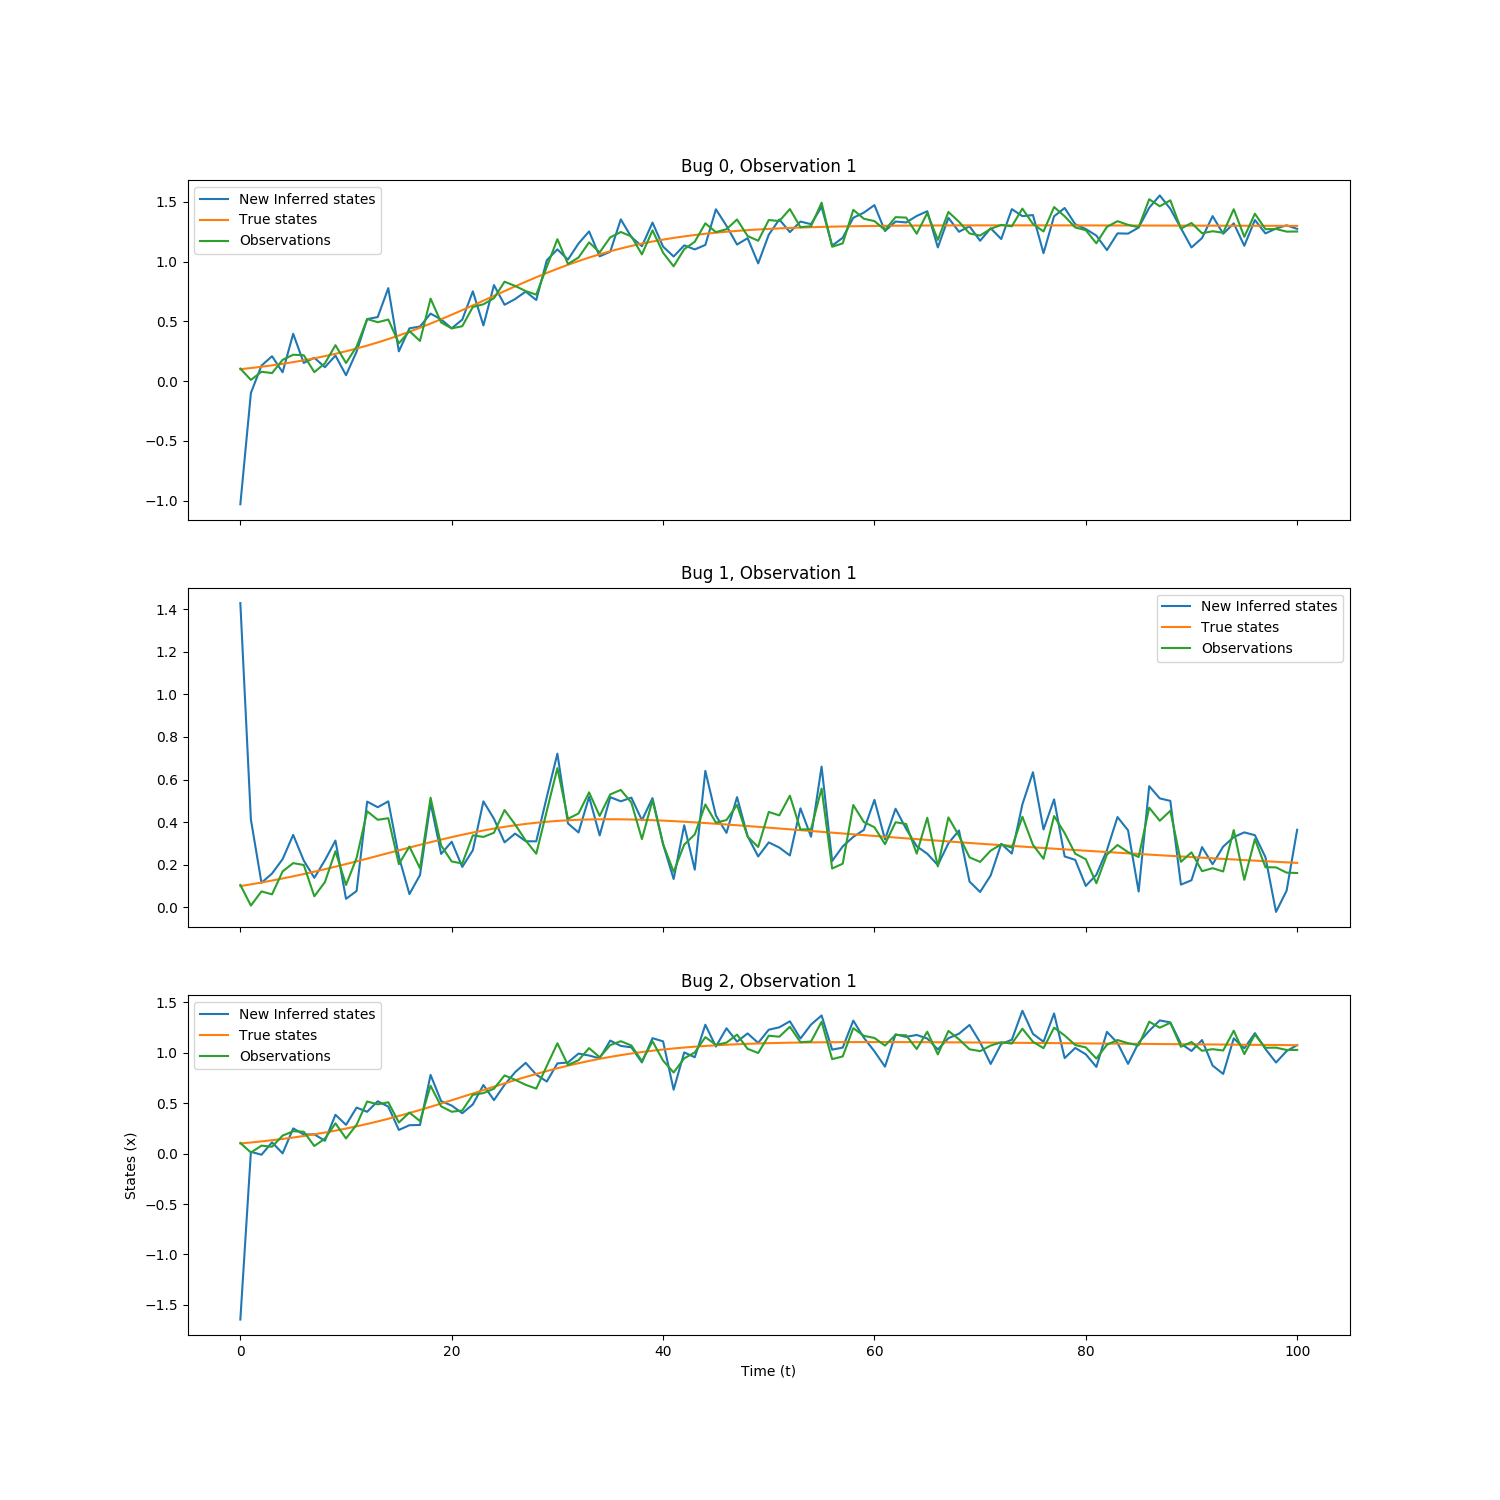 Bug 0, Observation 1
New Inferred states
True states
Observations
1.5
1.0
0.5
0.0
−0.5
−1.0
Bug 1, Observation 1
New Inferred states
True states
Observations
1.4
1.2
1.0
0.8
0.6
0.4
0.2
0.0
Bug 2, Observation 1
New Inferred states
True states
Observations
1.5
1.0
0.5
0.0
−0.5
−1.0
−1.5
States (x)
0 20 40 60 80 100
Time (t)